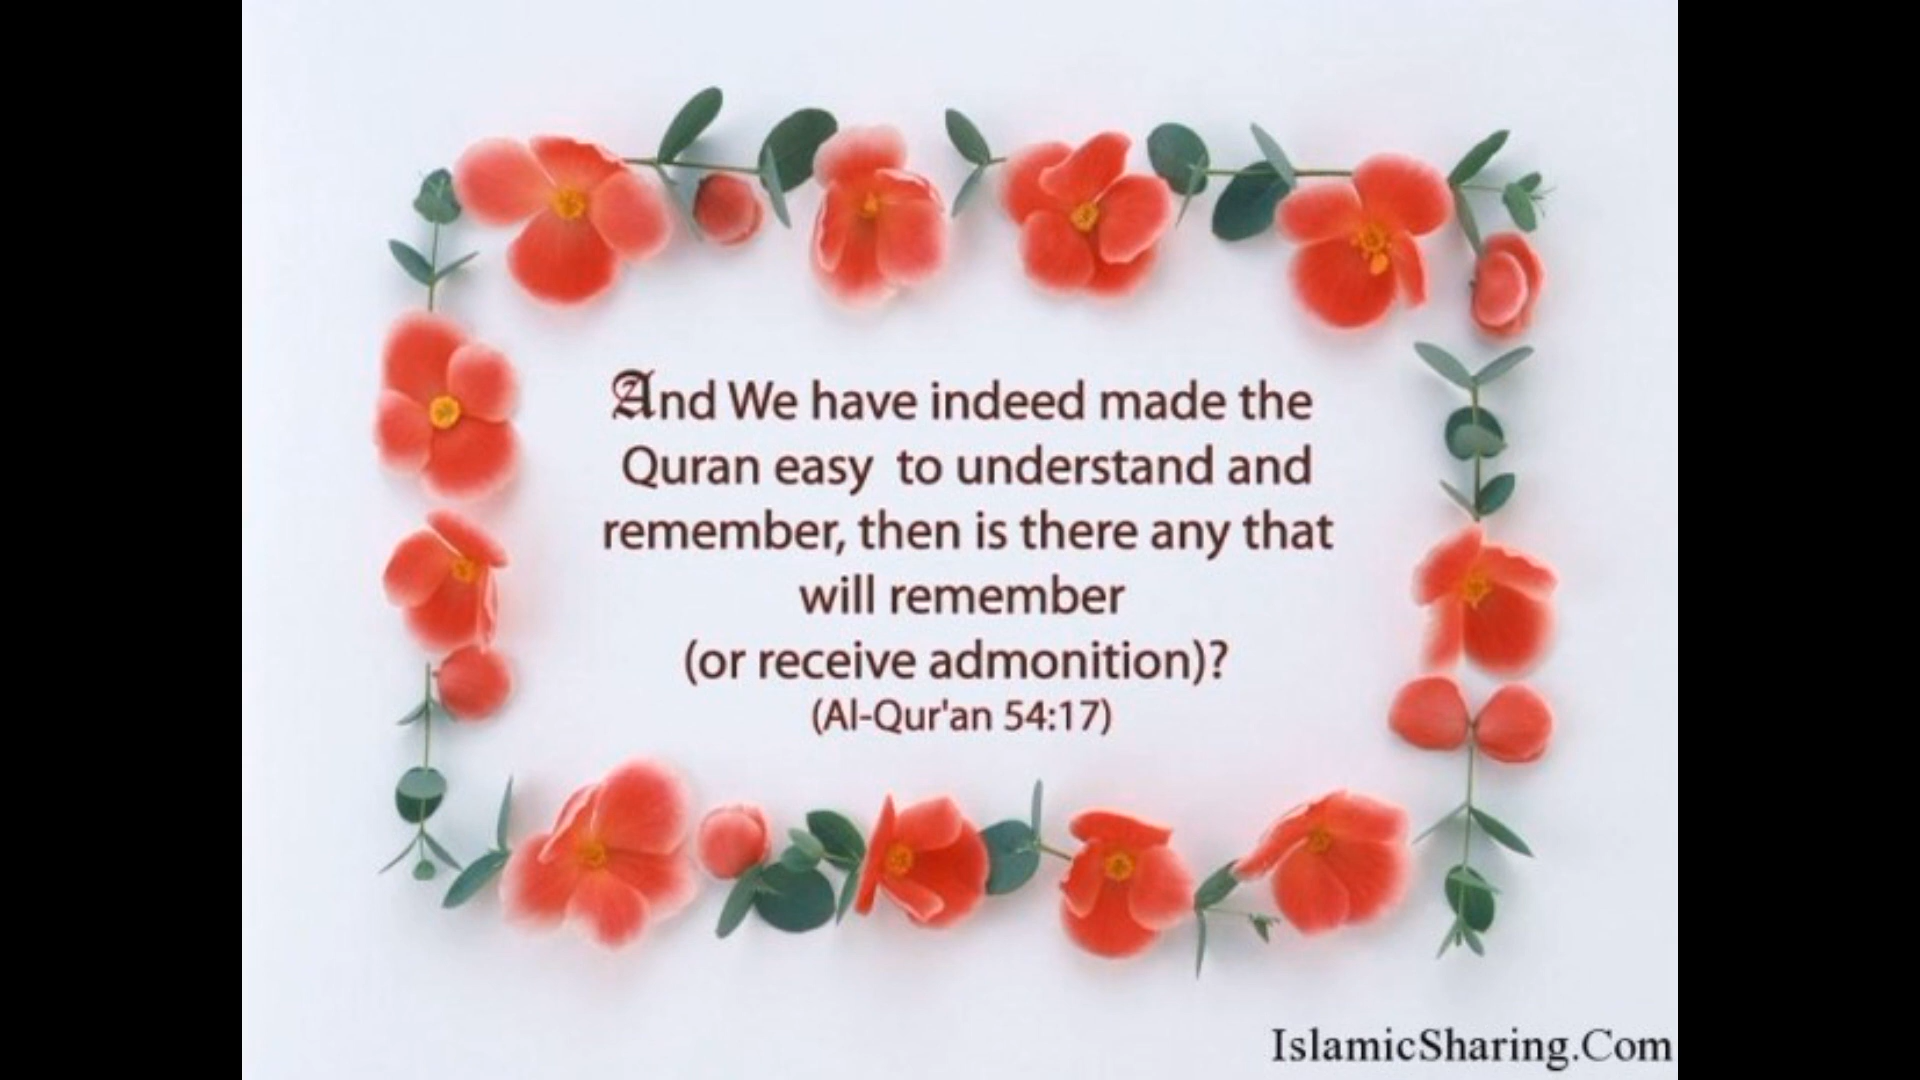 And We have indeed made the
Quran easy to understand and
remember, then is there any that
will remember
(or receive admonition)?
(Al-Qur'an 54:17)
IslamicSharing.Com